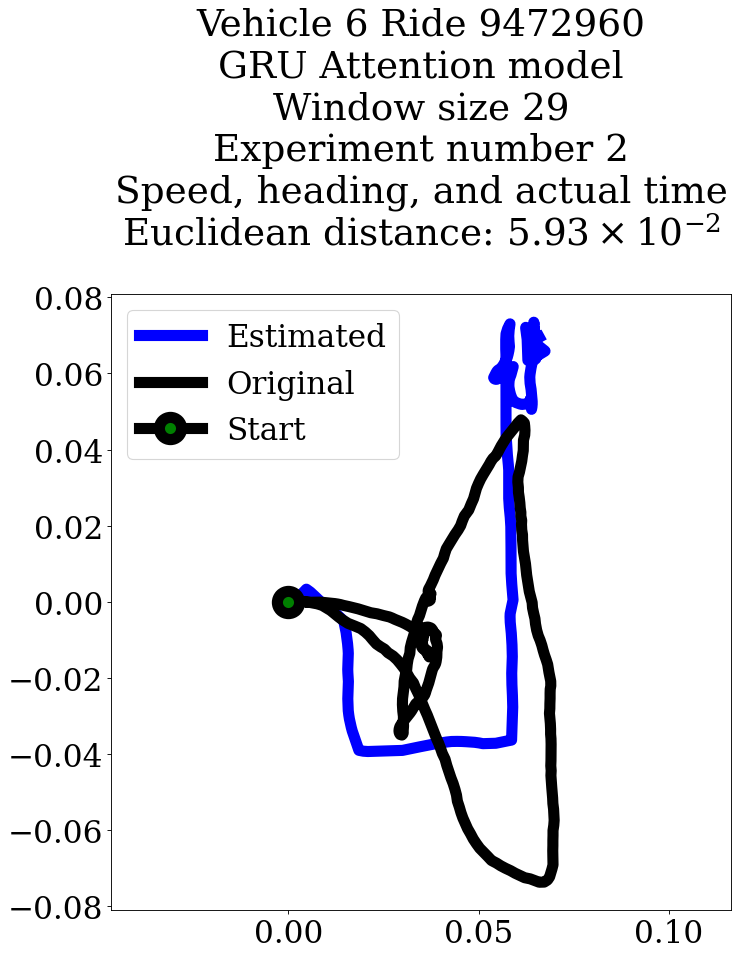 Vehicle 6 Ride 9472960
GRU Attention model
Window size 29
Experiment number 2
Speed, heading, and actual time
Euclidean distance: 5.93 × 10⁻²
Estimated
Original
Start
0.08
0.06
0.04
0.02
0.00
−0.02
−0.04
−0.06
−0.08
0.00 0.05 0.10